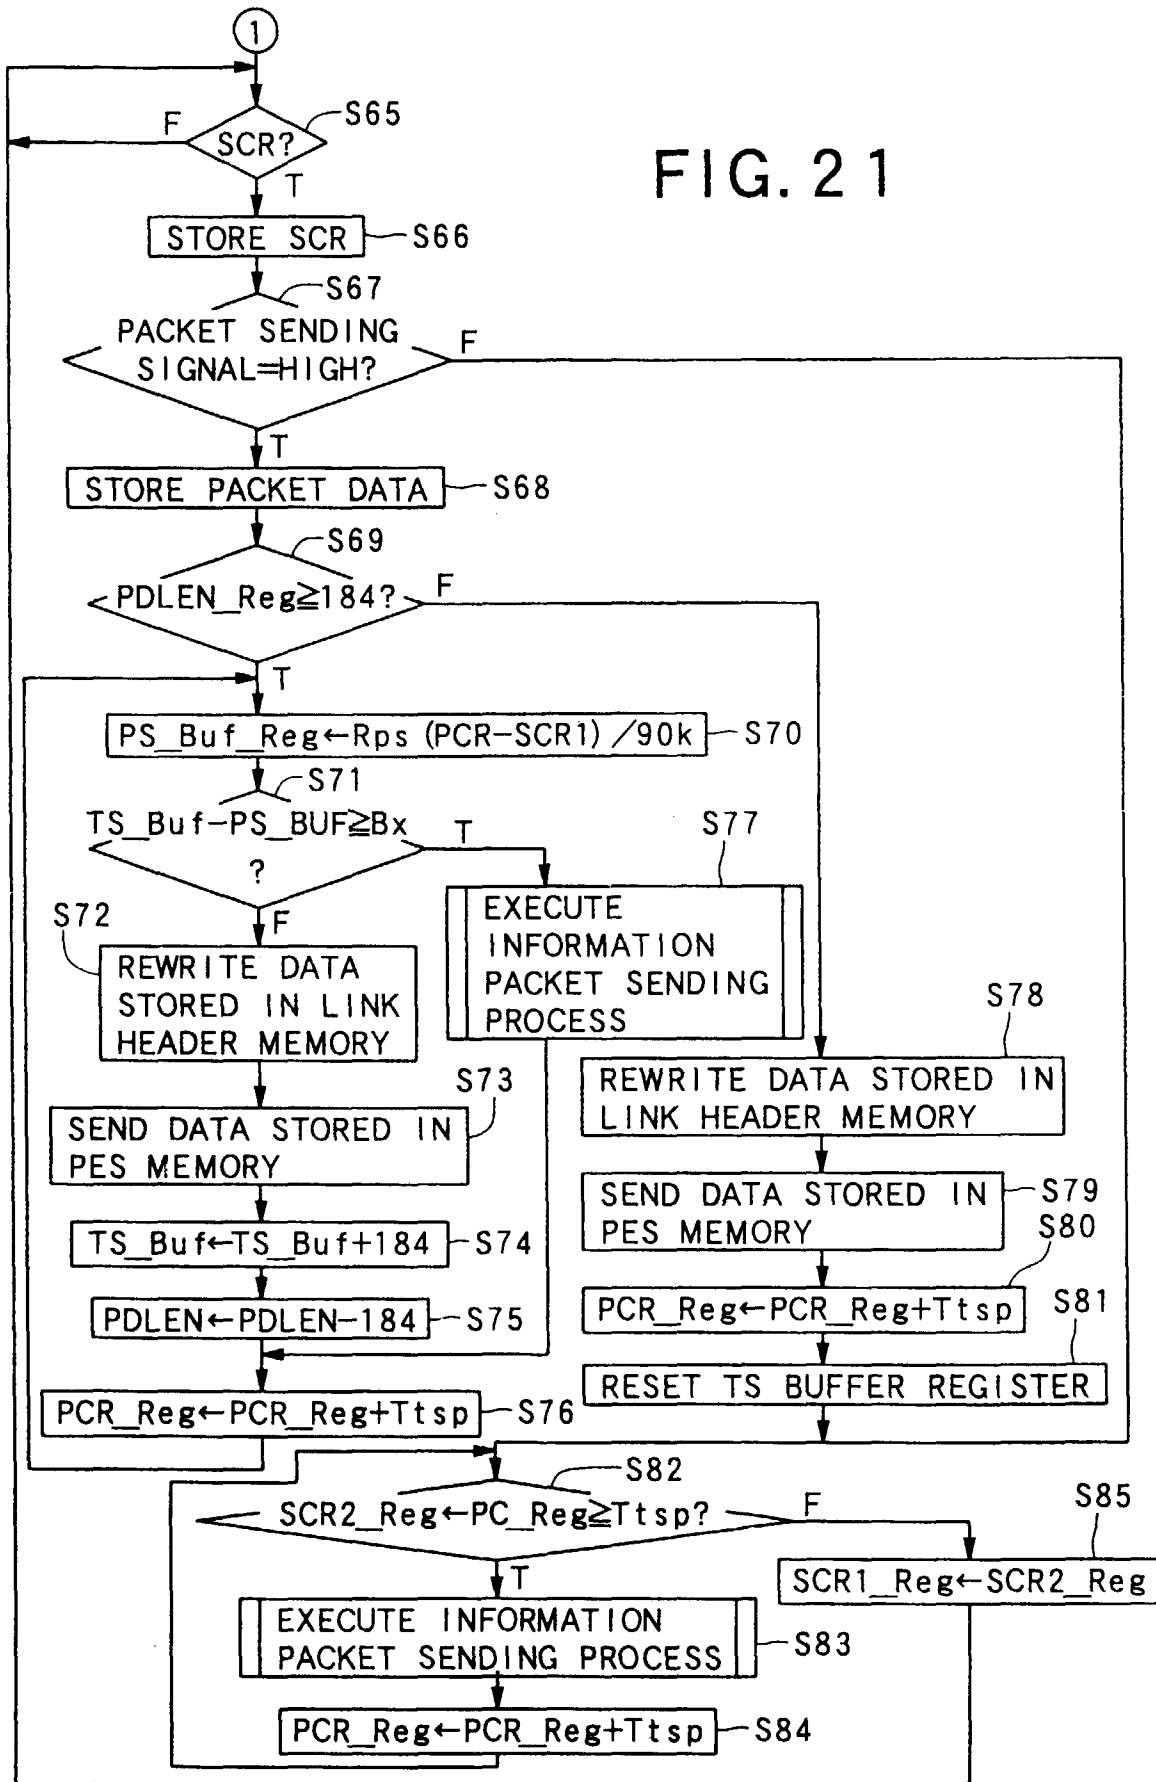 1
S65
F
SCR?
T
FIG. 21
STORE SCR
S66
S67
PACKET SENDING
SIGNAL=HIGH?
F
T
STORE PACKET DATA
S68
S69
PDLEN_Reg≧184?
F
T
PS_Buf_Reg←Rps (PCR-SCR1) /90k
S70
S71
TS_Buf-PS_BUF≧Bx
?
T
F
S77
EXECUTE
INFORMATION
PACKET SENDING
PROCESS
S72
REWRITE DATA
STORED IN LINK
HEADER MEMORY
S73
SEND DATA STORED IN
PES MEMORY
TS_Buf←TS_Buf+184
S74
PDLEN←PDLEN-184
S75
PCR_Reg←PCR_Reg+Ttsp
S76
S78
REWRITE DATA STORED IN
LINK HEADER MEMORY
SEND DATA STORED IN
PES MEMORY
S79
S80
PCR_Reg←PCR_Reg+Ttsp
S81
RESET TS BUFFER REGISTER
S82
SCR2_Reg←PC_Reg≧Ttsp?
F
T
S85
SCR1_Reg←SCR2_Reg
EXECUTE INFORMATION
PACKET SENDING PROCESS
S83
PCR_Reg←PCR_Reg+Ttsp
S84